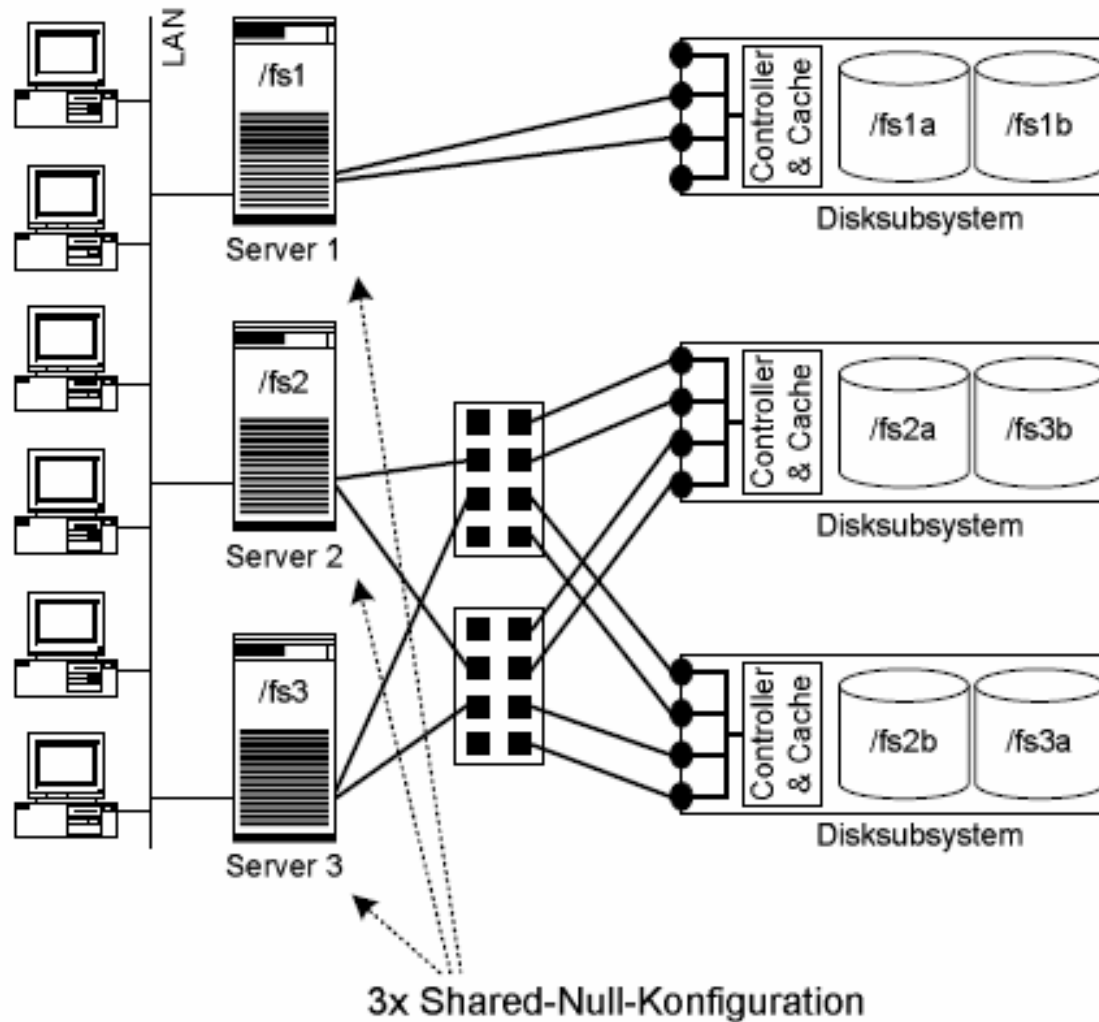 LAN
/fs1
Server 1
Controller
& Cache
/fs1a
/fs1b
Disksubsystem
/fs2
Server 2
Controller
& Cache
/fs2a
/fs3b
Disksubsystem
/fs3
Server 3
Controller
& Cache
/fs2b
/fs3a
Disksubsystem
3x Shared-Null-Konfiguration